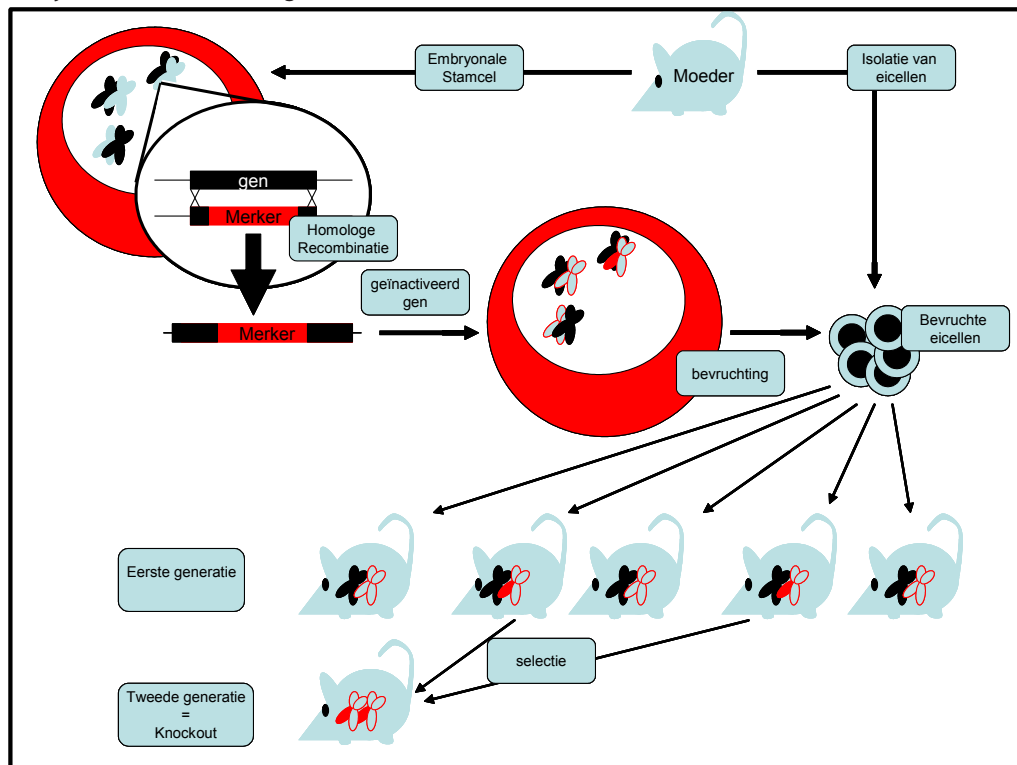 Embryonale
Stamcel
Moeder
Isolatie van
eicellen
gen
Merker
Homologe
Recombinatie
geïnactiveerd
gen
Merker
Bevruchte
eicellen
bevruchting
Eerste generatie
selectie
Tweede generatie
=
Knockout